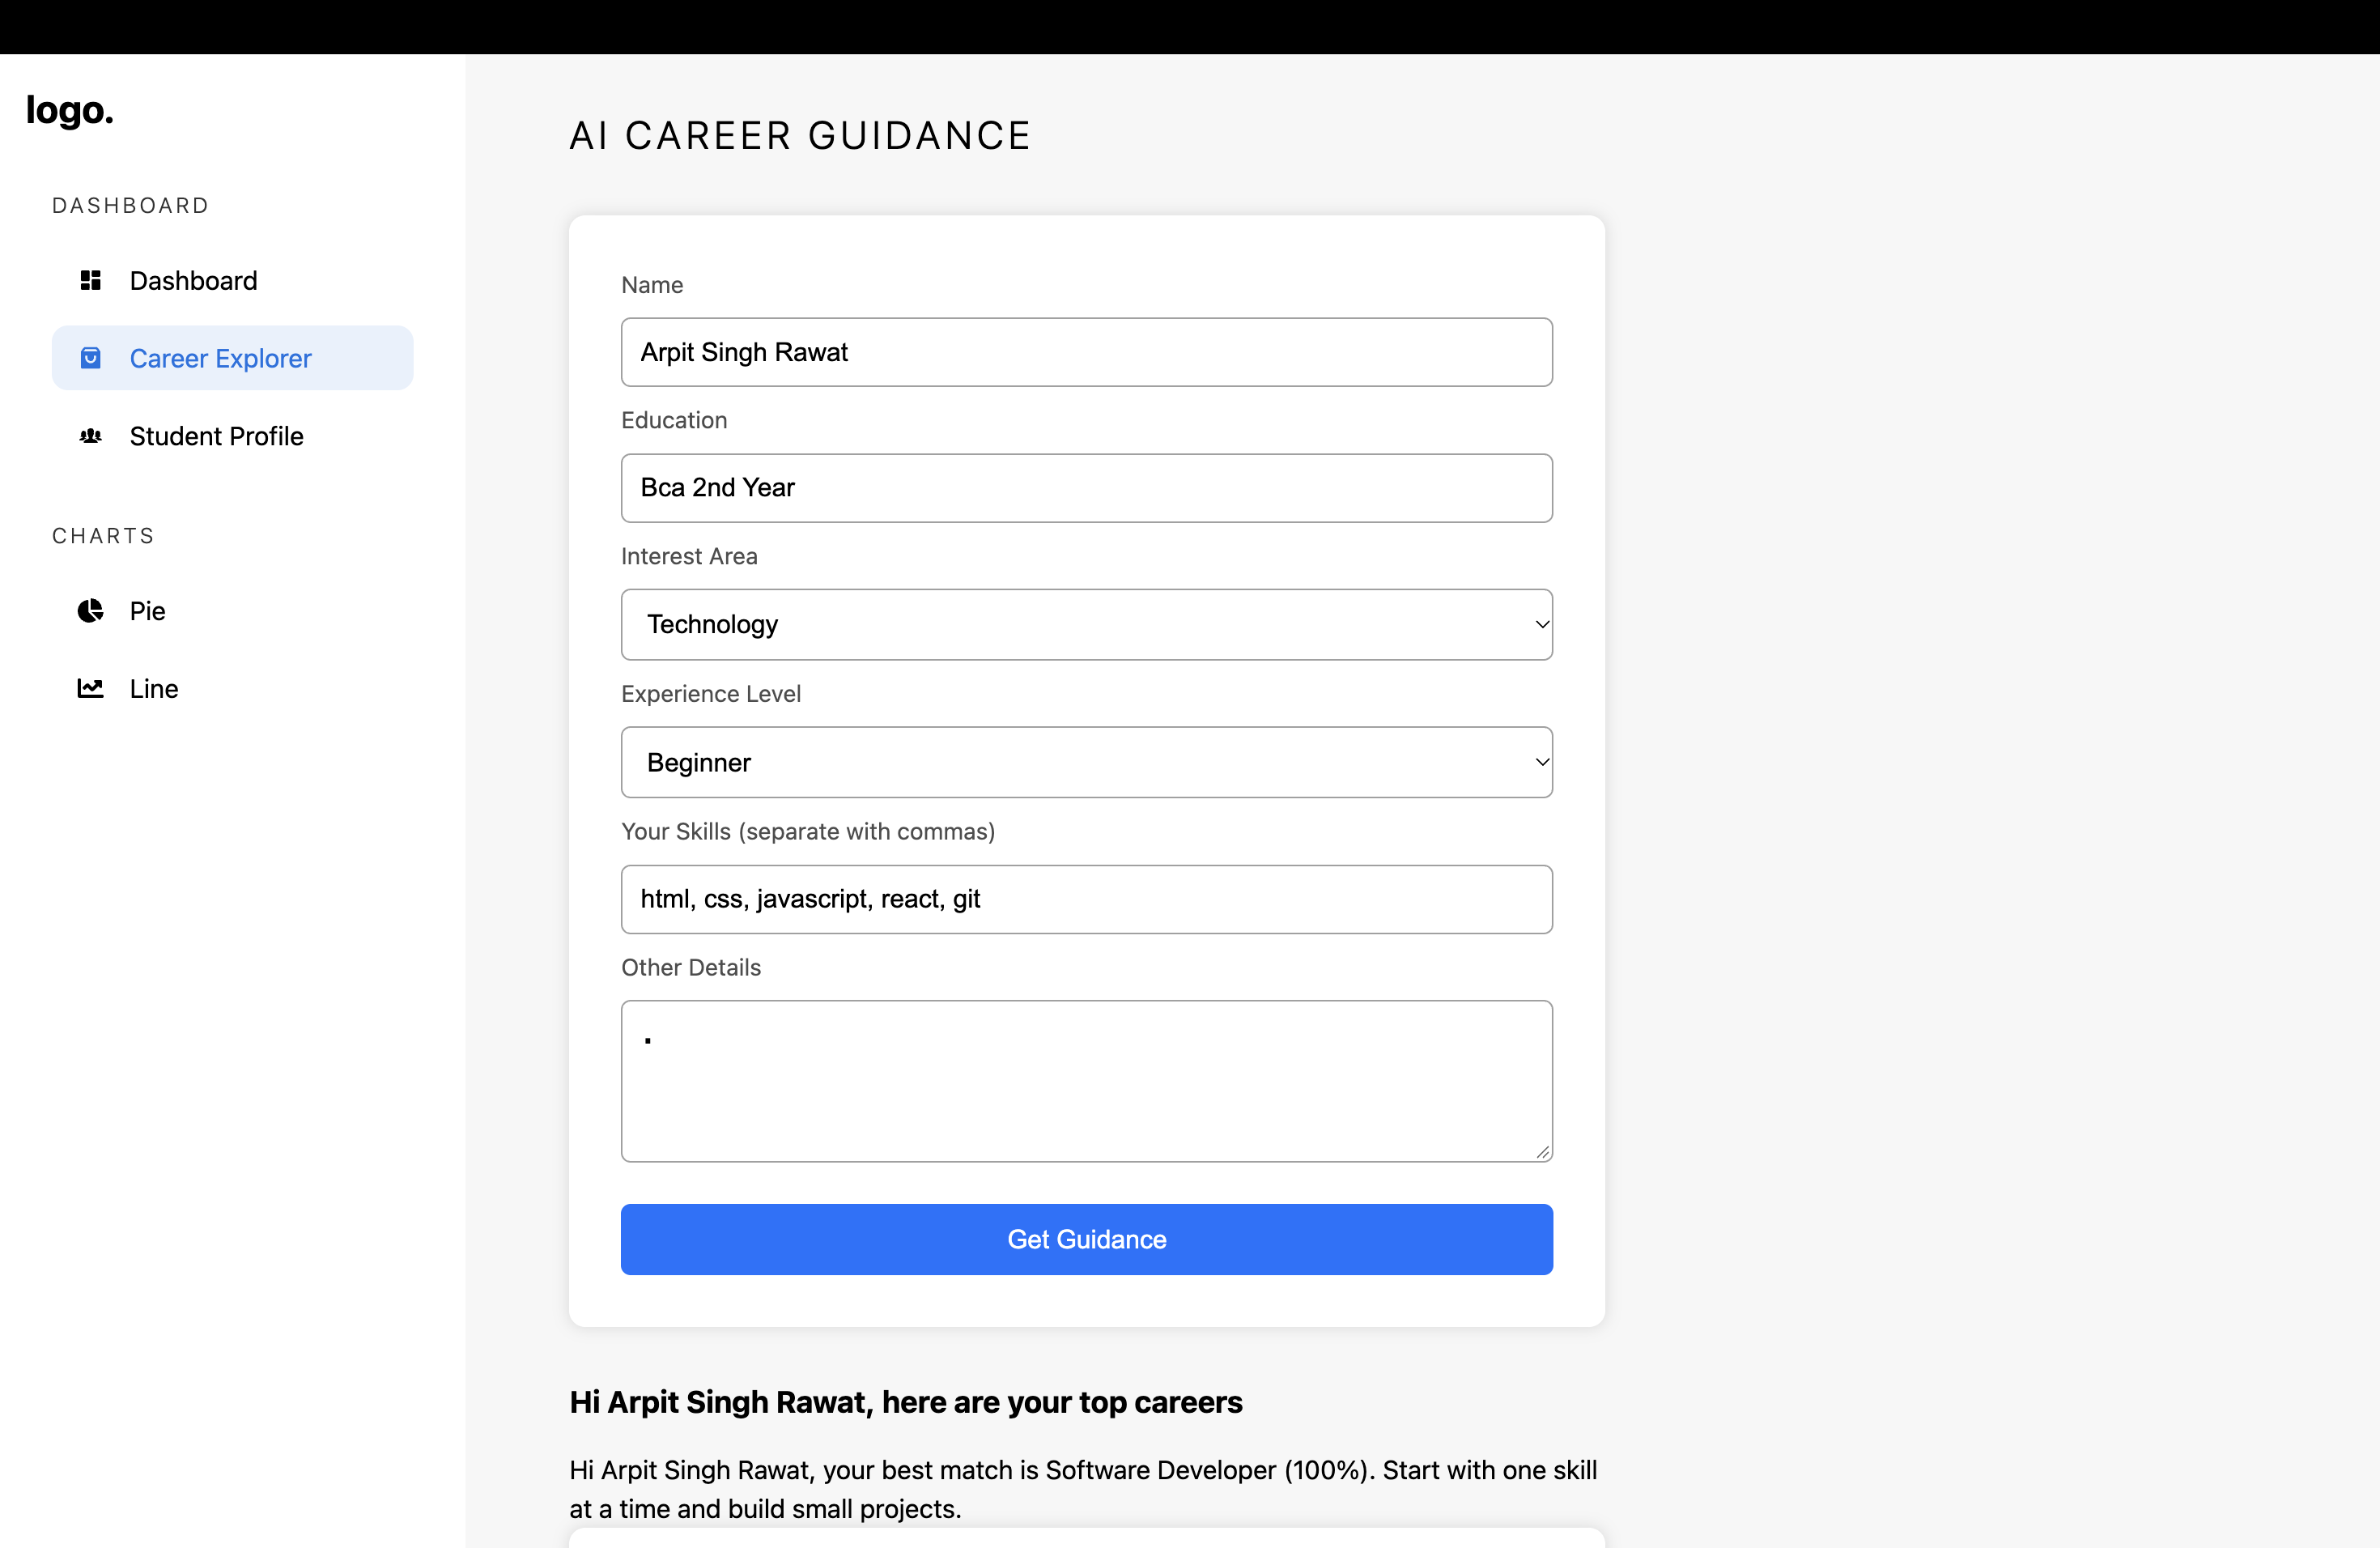 logo.
DASHBOARD
Dashboard
Career Explorer
Student Profile
CHARTS
Pie
Line
AI CAREER GUIDANCE
Name
Arpit Singh Rawat
Education
Bca 2nd Year
Interest Area
Technology
Experience Level
Beginner
Your Skills (separate with commas)
html, css, javascript, react, git
Other Details
.
Get Guidance
Hi Arpit Singh Rawat, here are your top careers
Hi Arpit Singh Rawat, your best match is Software Developer (100%). Start with one skill
at a time and build small projects.